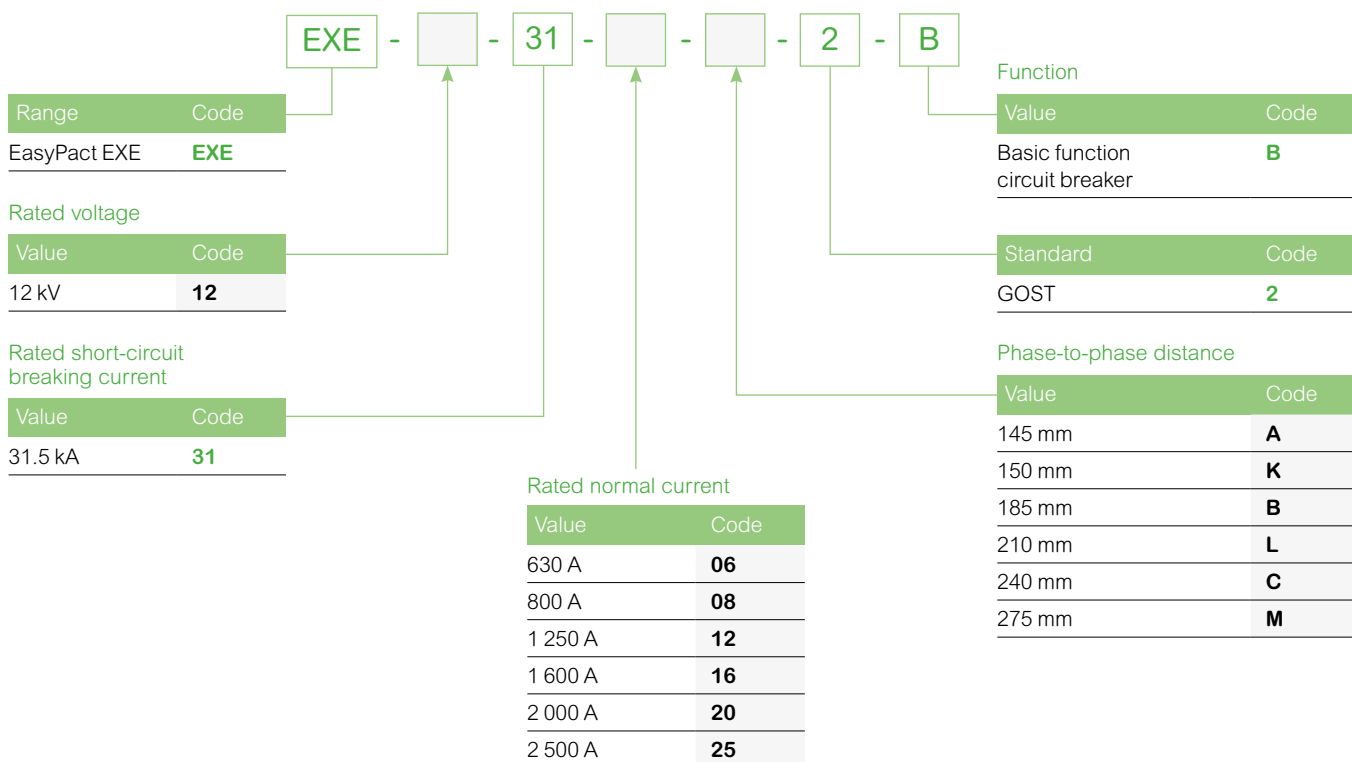 EXE - - 31 - - - 2 - B
Range Code
EasyPact EXE EXE
Rated voltage
Value Code
12 kV 12
Rated short-circuit
breaking current
Value Code
31.5 kA 31
Rated normal current
Value Code
630 A 06
800 A 08
1 250 A 12
1 600 A 16
2 000 A 20
2 500 A 25
Function
Value Code
Basic function B
circuit breaker
Standard Code
GOST 2
Phase-to-phase distance
Value Code
145 mm A
150 mm K
185 mm B
210 mm L
240 mm C
275 mm M